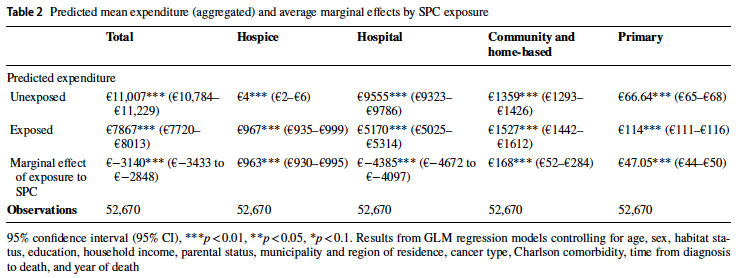 Table 2 Predicted mean expenditure (aggregated) and average marginal effects by SPC exposure
Total Hospice Hospital Community and home-based Primary
Predicted expenditure
Unexposed €11,007*** (€10,784–€11,229) €4*** (€2–€6) €9555*** (€9323–€9786) €1359*** (€1293–€1426) €66.64*** (€65–€68)
Exposed €7867*** (€7720–€8013) €967*** (€935–€999) €5170*** (€5025–€5314) €1527*** (€1442–€1612) €114*** (€111–€116)
Marginal effect of exposure to SPC €−3140*** (€−3433 to €−2848) €963*** (€930–€995) €−4385*** (€−4672 to €−4097) €168*** (€52–€284) €47.05*** (€44–€50)
Observations 52,670 52,670 52,670 52,670 52,670
95% confidence interval (95% CI), ***p<0.01, **p<0.05, *p<0.1. Results from GLM regression models controlling for age, sex, habitat sta-
tus, education, household income, parental status, municipality and region of residence, cancer type, Charlson comorbidity, time from diagnosis
to death, and year of death